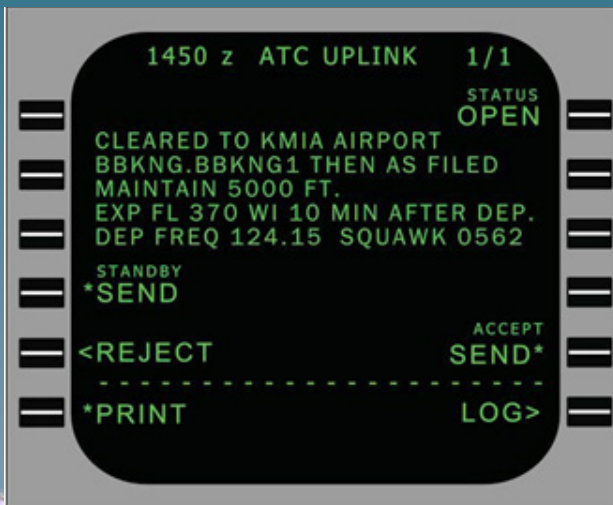 1450 z ATC UPLINK 1/1
STATUS
OPEN
CLEARED TO KMIA AIRPORT
BBKNG.BBKNG1 THEN AS FILED
MAINTAIN 5000 FT.
EXP FL 370 WI 10 MIN AFTER DEP.
DEP FREQ 124.15 SQUAWK 0562
STANDBY
*SEND
ACCEPT
<REJECT SEND*
*PRINT LOG>